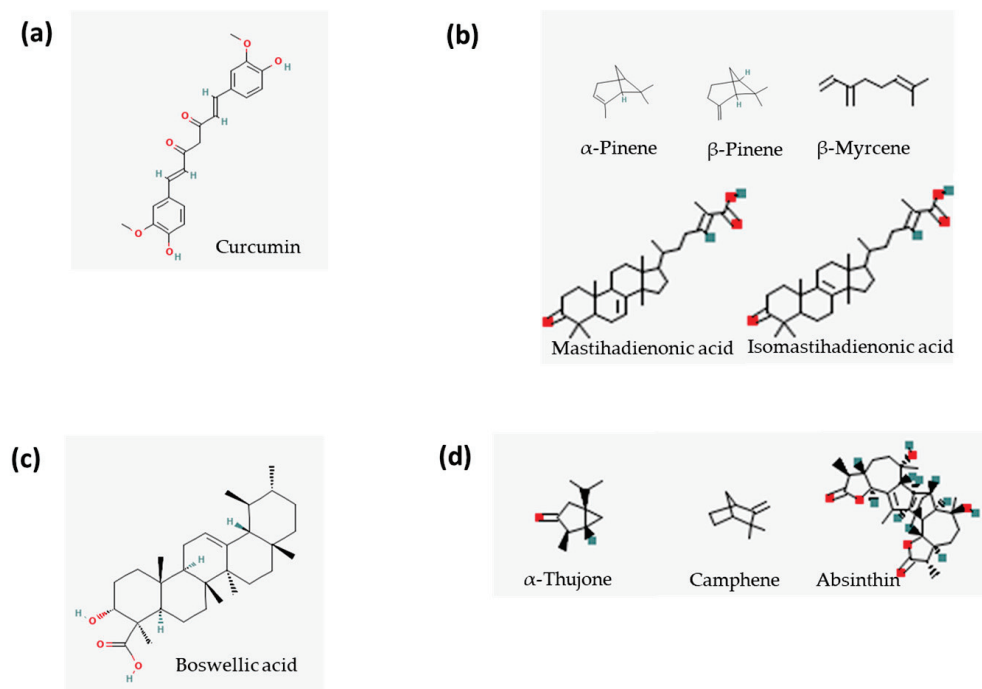 (a)
Curcumin
(b)
α-Pinene
β-Pinene
β-Myrcene
Mastihadienonic acid
Isomastihadienonic acid
(c)
Boswellic acid
(d)
α-Thujone
Camphene
Absinthin
O
O
H
H
H
O
O
H
H
O
O
H
H
H
H
H
H
H
H
O
H
O
O
H